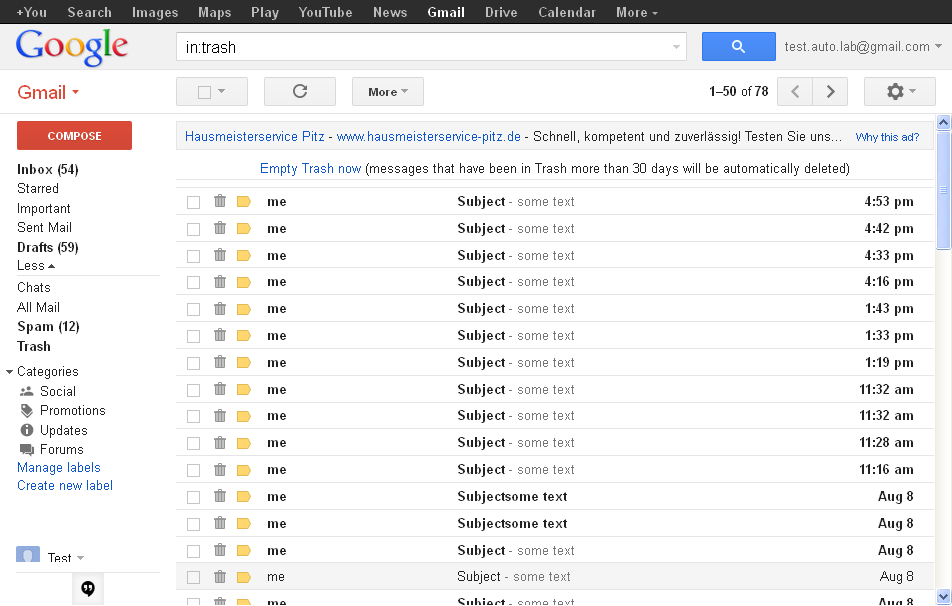 +You Search Images Maps Play YouTube News Gmail Drive Calendar More
Google in:trash test.auto.lab@gmail.com
Gmail More 1–50 of 78
COMPOSE
Inbox (54)
Starred
Important
Sent Mail
Drafts (59)
Less
Chats
All Mail
Spam (12)
Trash
Categories
Social
Promotions
Updates
Forums
Manage labels
Create new label
Test
Hausmeisterservice Pitz - www.hausmeisterservice-pitz.de - Schnell, kompetent und zuverlässig! Testen Sie uns... Why this ad?
Empty Trash now (messages that have been in Trash more than 30 days will be automatically deleted)
me Subject - some text 4:53 pm
me Subject - some text 4:42 pm
me Subject - some text 4:33 pm
me Subject - some text 4:16 pm
me Subject - some text 1:43 pm
me Subject - some text 1:33 pm
me Subject - some text 1:19 pm
me Subject - some text 11:32 am
me Subject - some text 11:32 am
me Subject - some text 11:28 am
me Subject - some text 11:16 am
me Subjectsome text Aug 8
me Subjectsome text Aug 8
me Subject - some text Aug 8
me Subject - some text Aug 8
me Subject - some text Aug 8